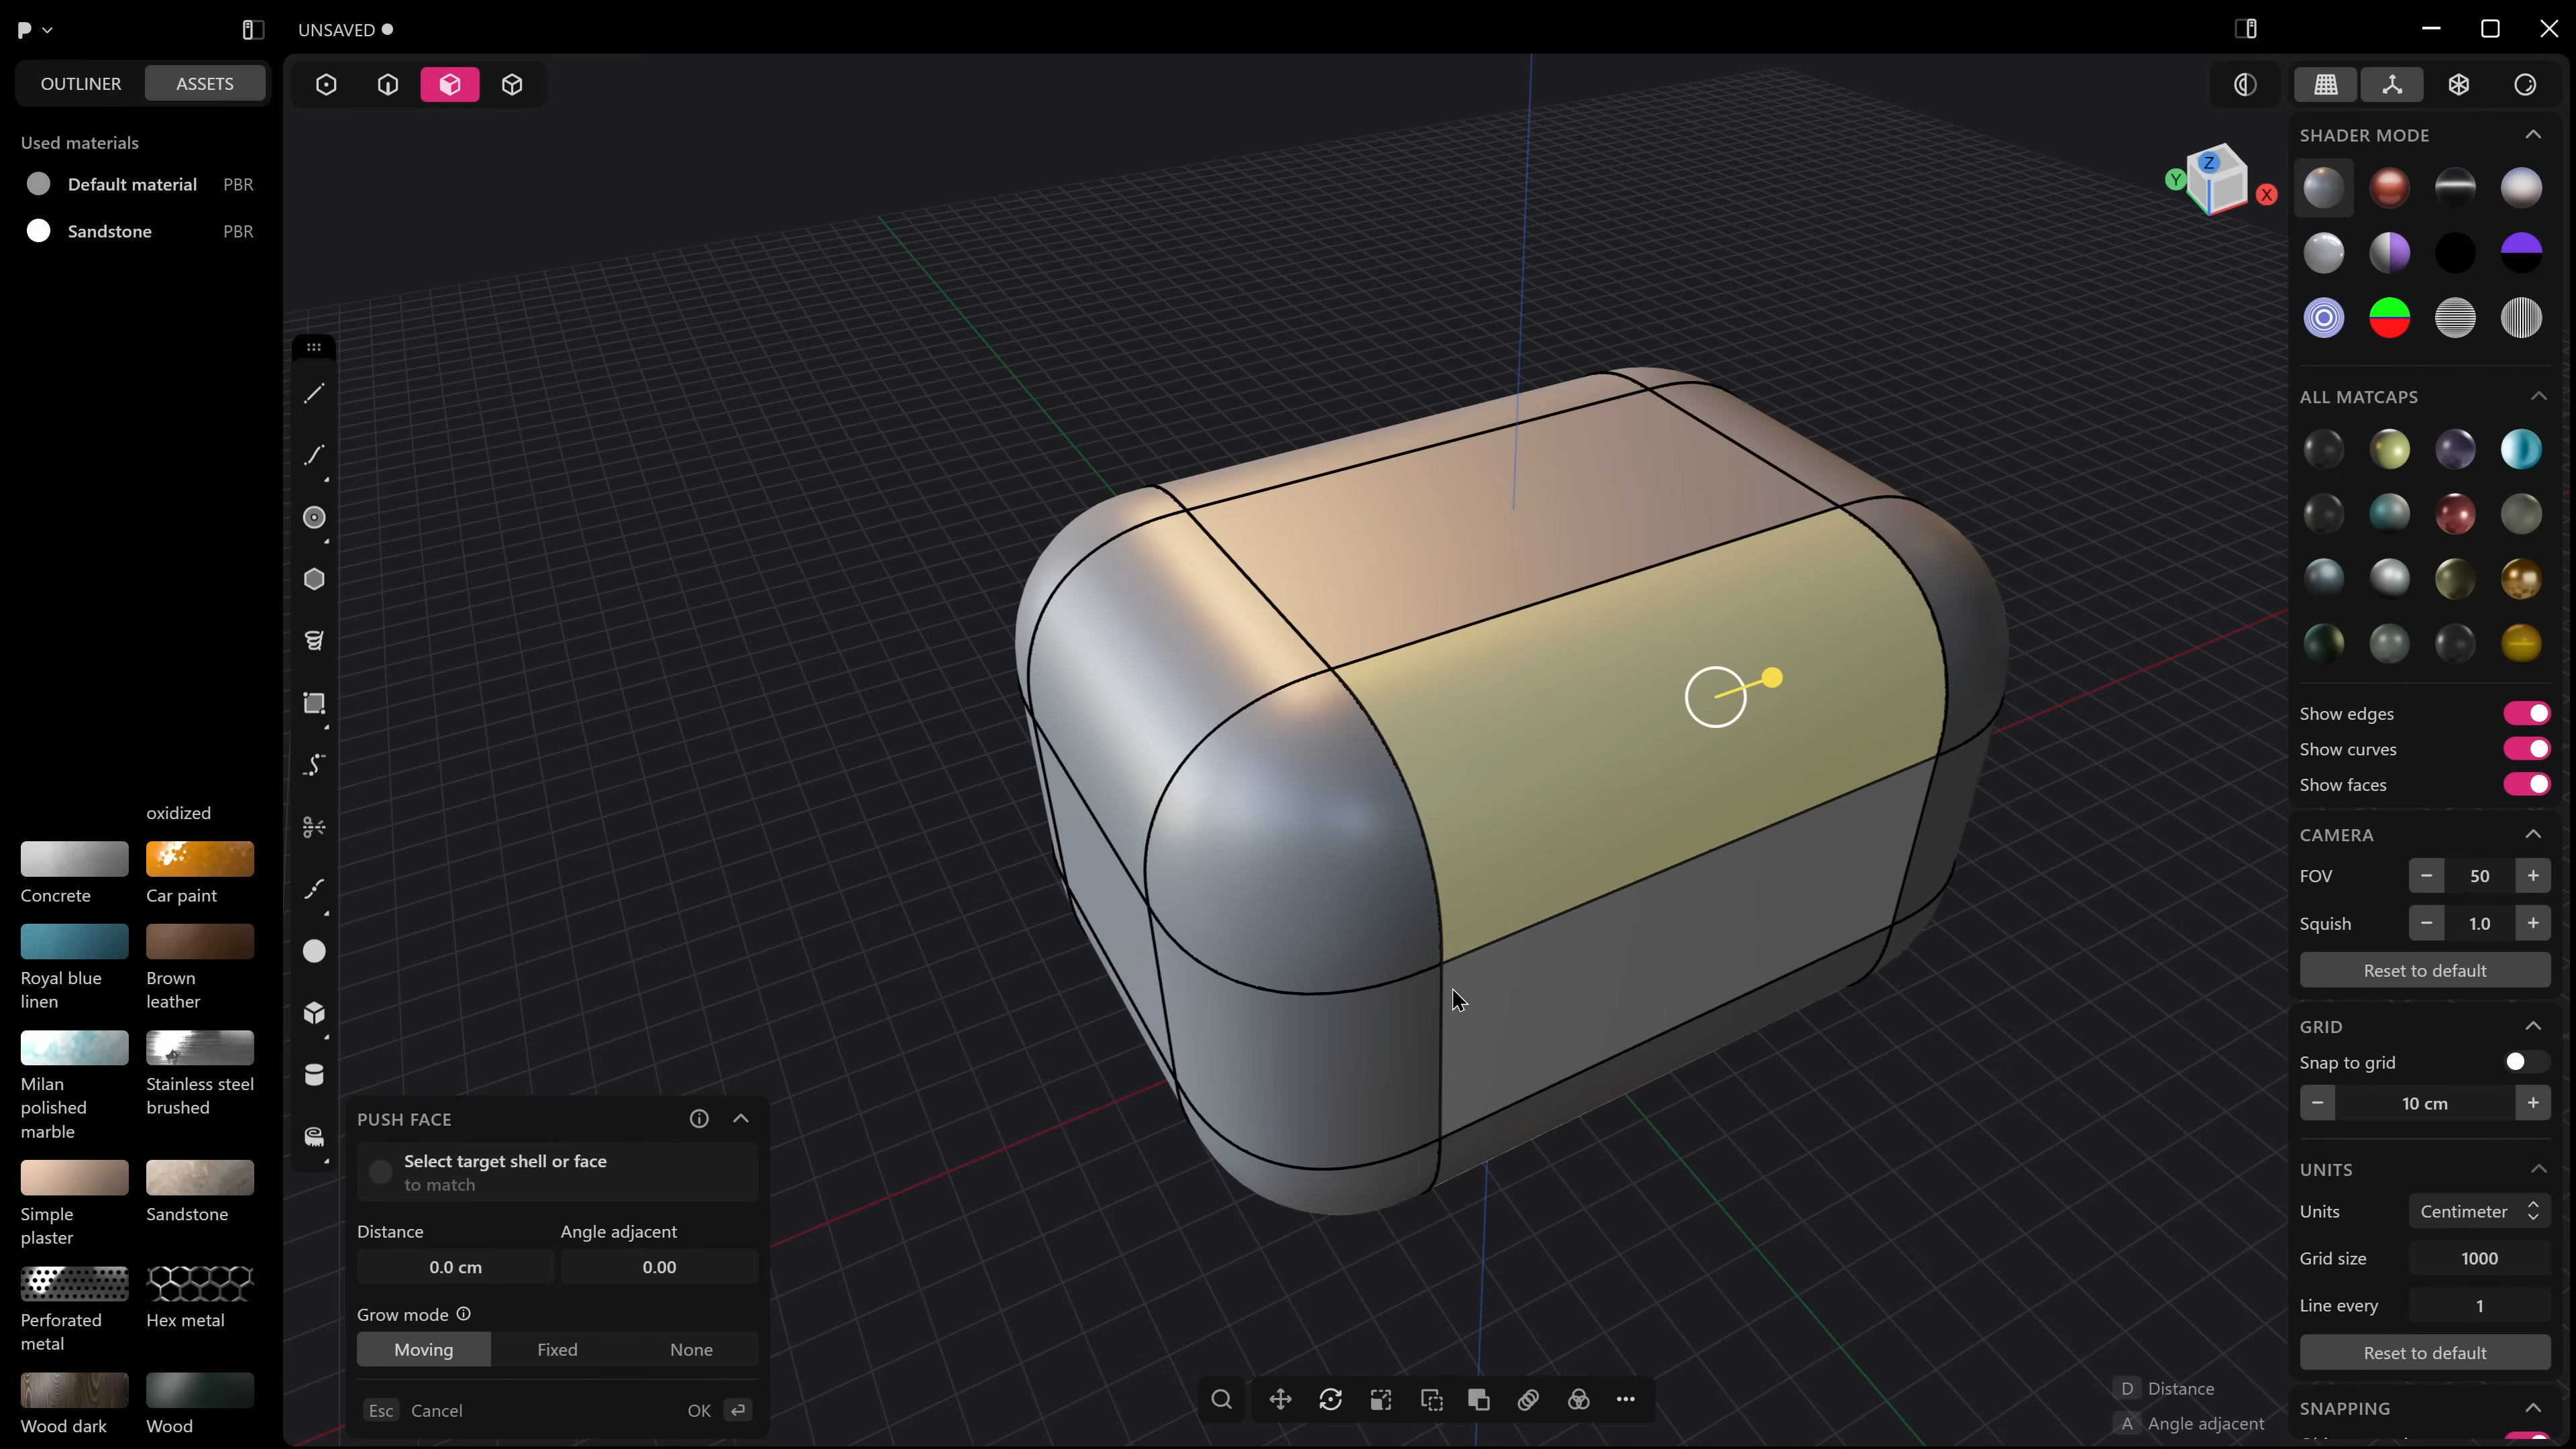 UNSAVED
OUTLINER
ASSETS
Used materials
Default material PBR
Sandstone PBR
oxidized
Concrete
Car paint
Royal blue
linen
Brown
leather
Milan
polished
marble
Stainless steel
brushed
Simple
plaster
Sandstone
Perforated
metal
Hex metal
Wood dark
Wood
PUSH FACE
Select target shell or face
to match
Distance
Angle adjacent
0.0 cm
0.00
Grow mode
Moving
Fixed
None
Esc Cancel
OK
D Distance
A Angle adjacent
Z
Y
X
SHADER MODE
ALL MATCAPS
Show edges
Show curves
Show faces
CAMERA
FOV 50
Squish 1.0
Reset to default
GRID
Snap to grid
10 cm
UNITS
Units Centimeter
Grid size 1000
Line every 1
Reset to default
SNAPPING